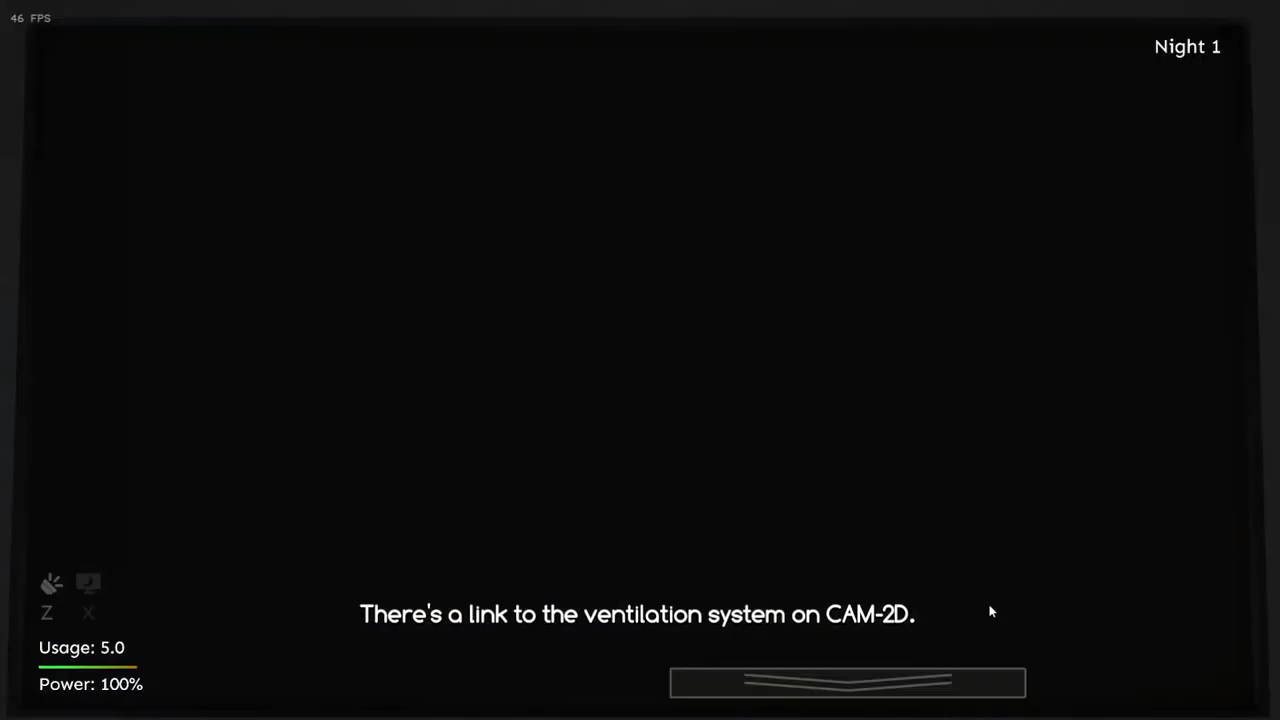 46 FPS
Night 1
Z X
There's a link to the ventilation system on CAM-2D.
Usage: 5.0
Power: 100%